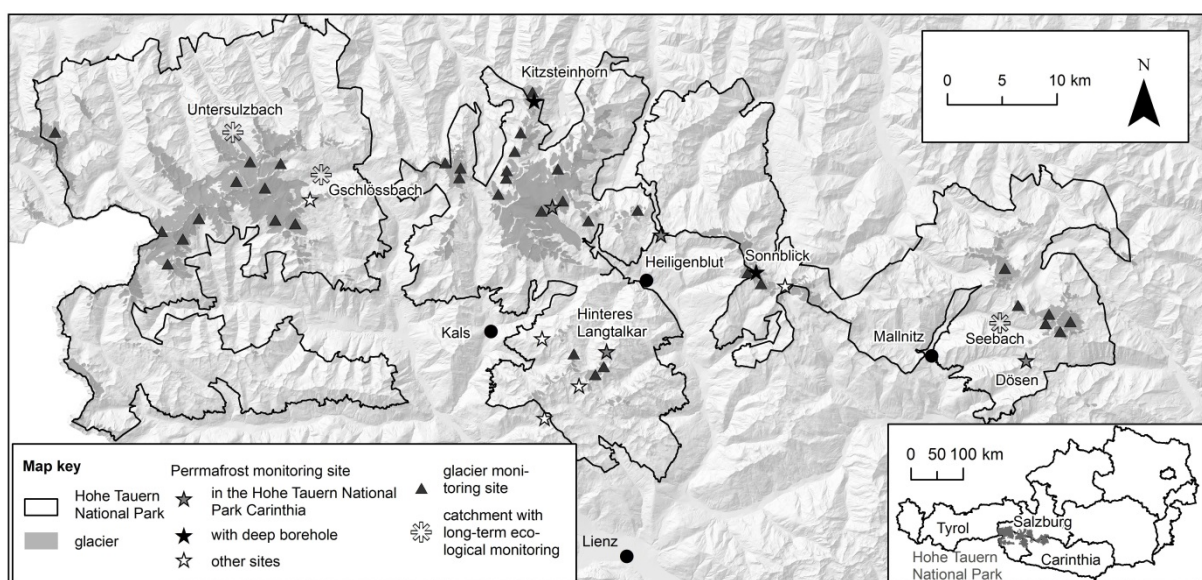 Kitzsteinhorn
0 5 10 km
N
Untersulzbach
Gschlössbach
Heiligenblut
Sonnblick
Kals
Hinteres
Langtalkar
Mallnitz
Seebach
Dösen
Lienz
Map key
Hohe Tauern
National Park
glacier
Perrmafrost monitoring site
in the Hohe Tauern National
Park Carinthia
with deep borehole
other sites
glacier moni-
toring site
catchment with
long-term eco-
logical monitoring
0 50 100 km
Tyrol
Salzburg
Carinthia
Hohe Tauern
National Park